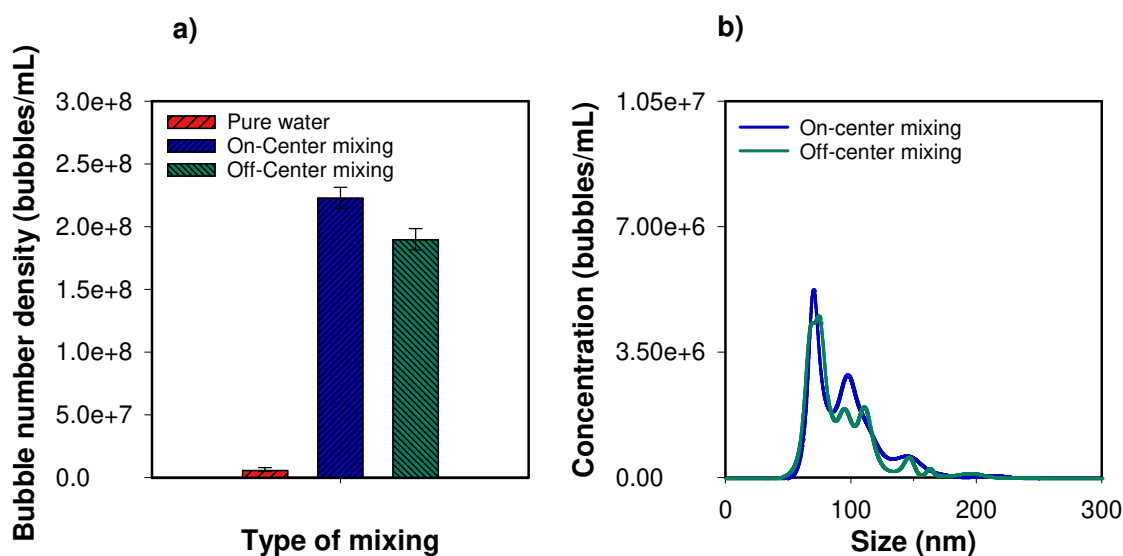 a)
Bubble number density (bubbles/mL)
3.0e+8
2.5e+8
2.0e+8
1.5e+8
1.0e+8
5.0e+7
0.0
Pure water
On-Center mixing
Off-Center mixing
Type of mixing
b)
Concentration (bubbles/mL)
1.05e+7
7.00e+6
3.50e+6
0.00
On-center mixing
Off-center mixing
0 100 200 300
Size (nm)